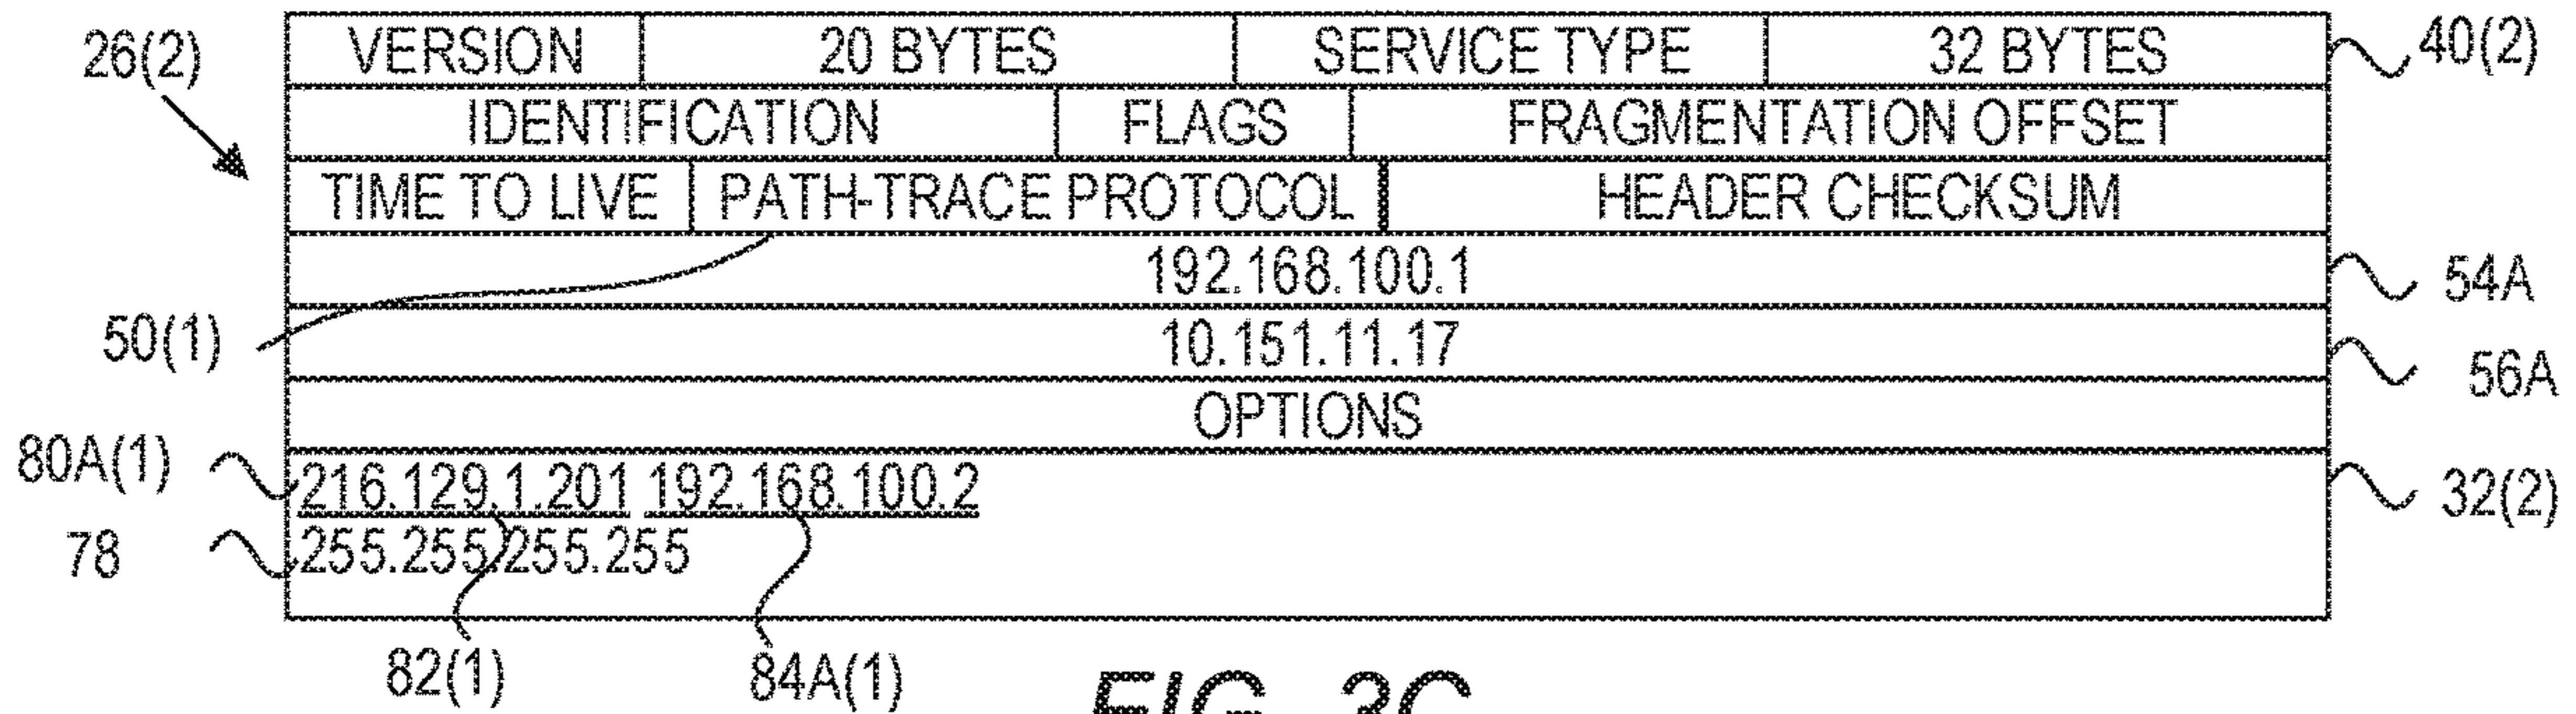 26(2) VERSION 20 BYTES SERVICE TYPE 32 BYTES 40(2)
IDENTIFICATION FLAGS FRAGMENTATION OFFSET
TIME TO LIVE PATH-TRACE PROTOCOL HEADER CHECKSUM
192.168.100.1 54A
50(1) 10.151.11.17 56A
OPTIONS
80A(1) 216.129.1.201 192.168.100.2 32(2)
78 255.255.255.255
82(1) 84A(1)
FIG. 3C